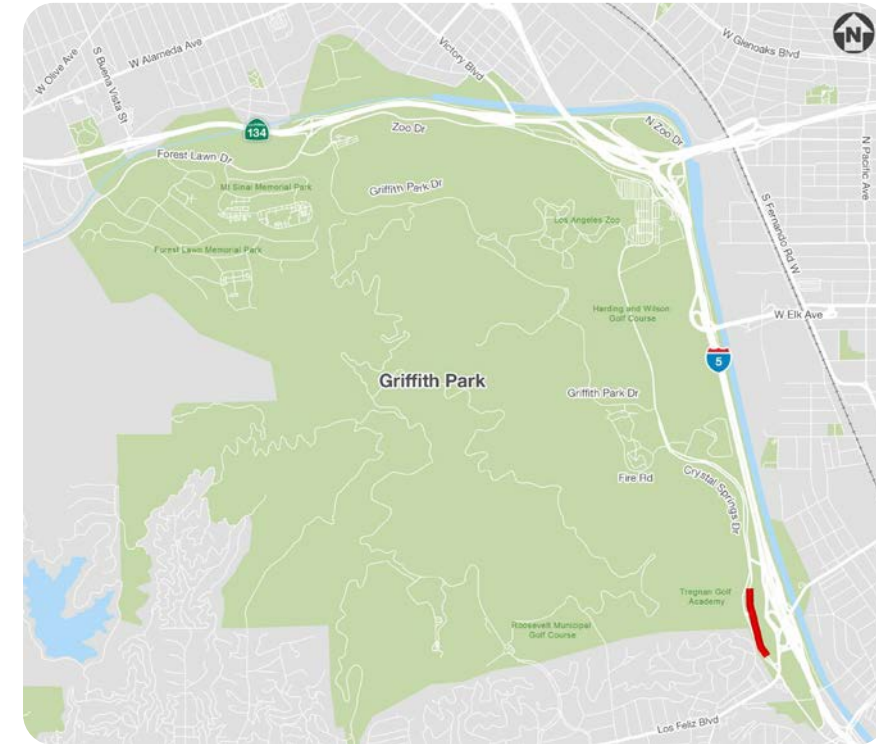 N
W Olive Ave
S Buena Vista St
W Alameda Ave
Victory Blvd
W Glenoaks Blvd
134
Zoo Dr
N Zoo Dr
Forest Lawn Dr
N Pacific Ave
Mt Sinai Memorial Park
Griffith Park Dr
S Fernando Rd W
Los Angeles Zoo
Forest Lawn Memorial Park
Harding and Wilson
Golf Course
W Elk Ave
5
Griffith Park
Griffith Park Dr
Fire Rd
Crystal Springs Dr
Tregnan Golf
Academy
Roosevelt Municipal
Golf Course
Los Feliz Blvd